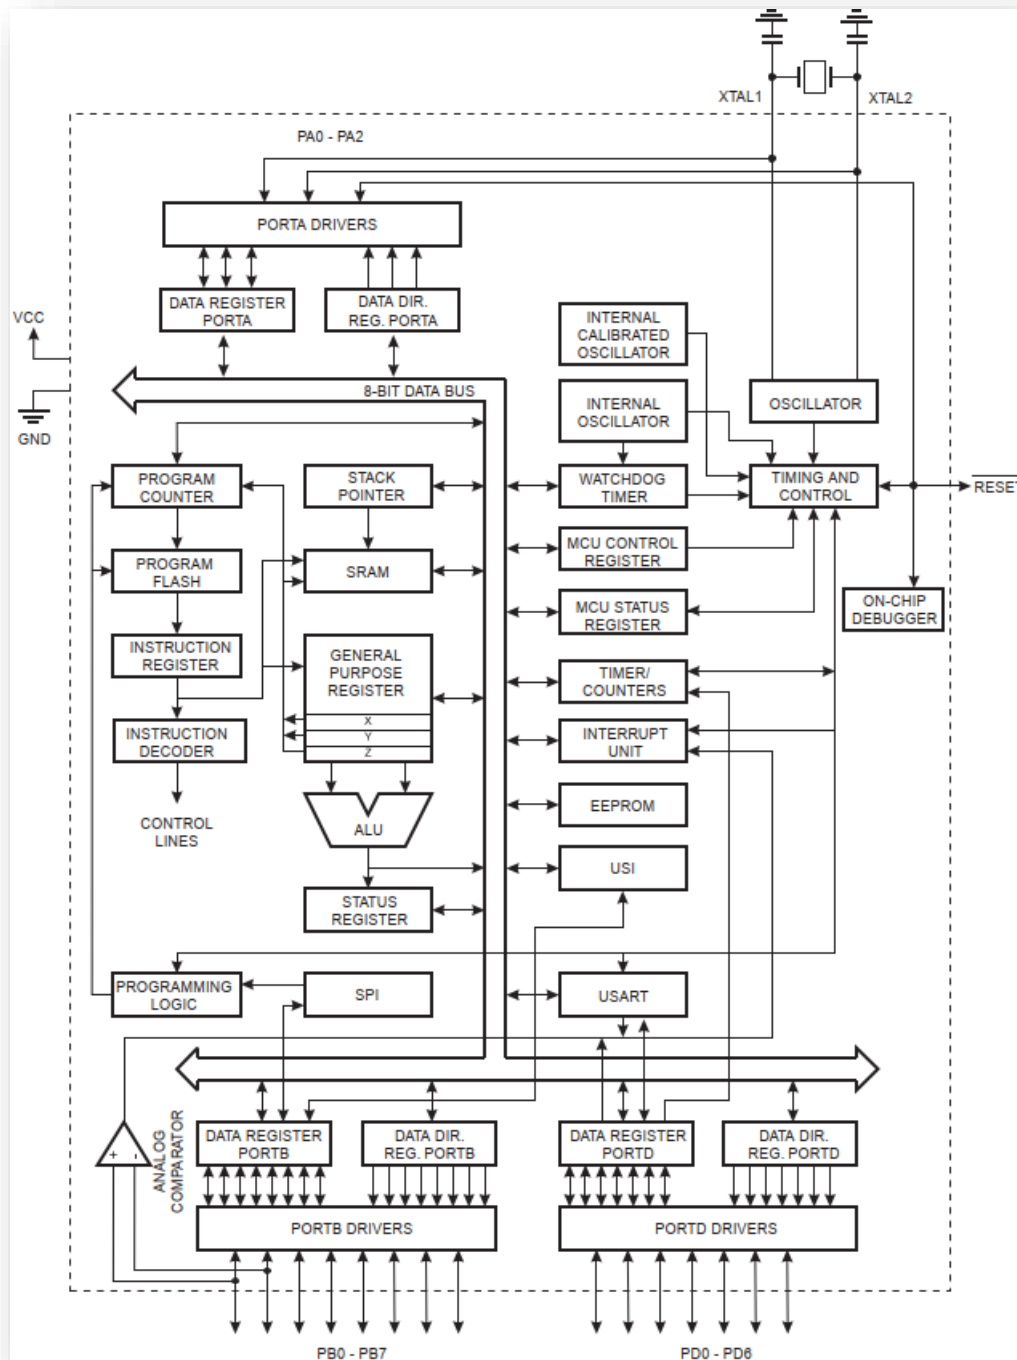 XTAL1
XTAL2
PA0 - PA2
PORTA DRIVERS
DATA REGISTER
PORTA
DATA DIR.
REG. PORTA
VCC
GND
8-BIT DATA BUS
INTERNAL
CALIBRATED
OSCILLATOR
INTERNAL
OSCILLATOR
OSCILLATOR
PROGRAM
COUNTER
STACK
POINTER
WATCHDOG
TIMER
TIMING AND
CONTROL
RESET
PROGRAM
FLASH
SRAM
MCU CONTROL
REGISTER
MCU STATUS
REGISTER
ON-CHIP
DEBUGGER
INSTRUCTION
REGISTER
GENERAL
PURPOSE
REGISTER
X
Y
Z
TIMER/
COUNTERS
INSTRUCTION
DECODER
INTERRUPT
UNIT
CONTROL
LINES
ALU
EEPROM
USI
STATUS
REGISTER
PROGRAMMING
LOGIC
SPI
USART
+
-
ANALOG
COMPARATOR
DATA REGISTER
PORTB
DATA DIR.
REG. PORTB
DATA REGISTER
PORTD
DATA DIR.
REG. PORTD
PORTB DRIVERS
PORTD DRIVERS
PB0 - PB7
PD0 - PD6